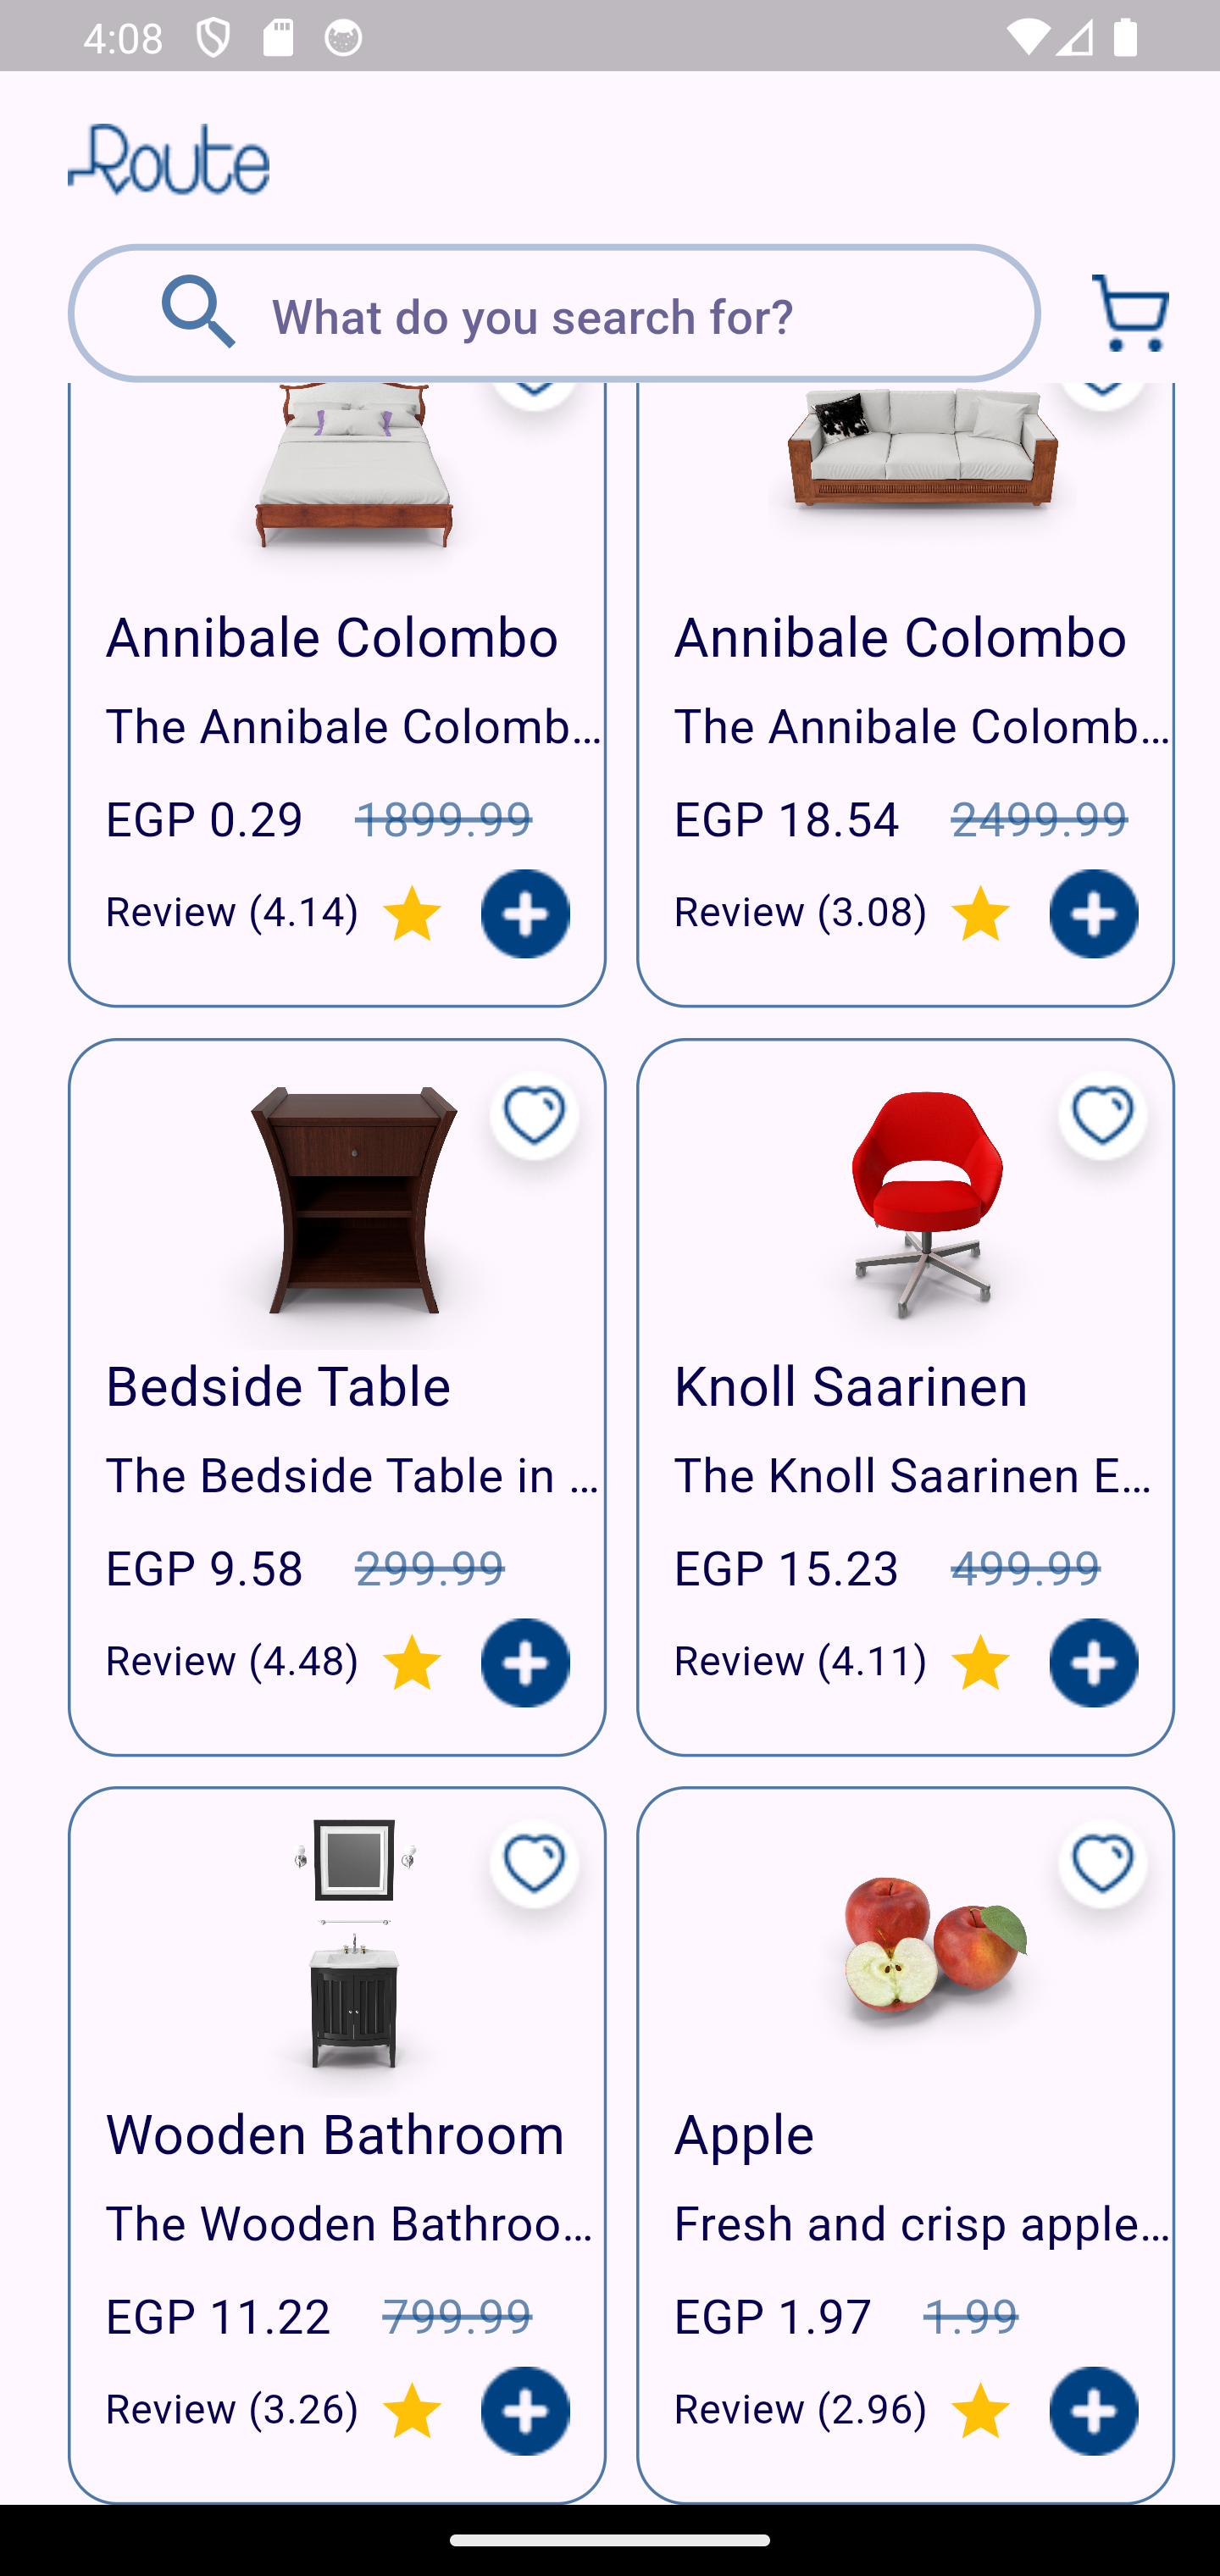 4:08
Route
What do you search for?
Annibale Colombo
The Annibale Colomb...
EGP 0.29 1899.99
Review (4.14)
Annibale Colombo
The Annibale Colomb...
EGP 18.54 2499.99
Review (3.08)
Bedside Table
The Bedside Table in ...
EGP 9.58 299.99
Review (4.48)
Knoll Saarinen
The Knoll Saarinen E...
EGP 15.23 499.99
Review (4.11)
Wooden Bathroom
The Wooden Bathroo...
EGP 11.22 799.99
Review (3.26)
Apple
Fresh and crisp apple...
EGP 1.97 1.99
Review (2.96)